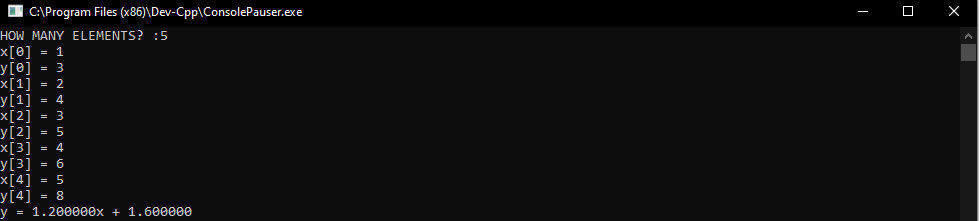 C:\Program Files (x86)\Dev-Cpp\ConsolePauser.exe
HOW MANY ELEMENTS? :5
x[0] = 1
y[0] = 3
x[1] = 2
y[1] = 4
x[2] = 3
y[2] = 5
x[3] = 4
y[3] = 6
x[4] = 5
y[4] = 8
y = 1.200000x + 1.600000